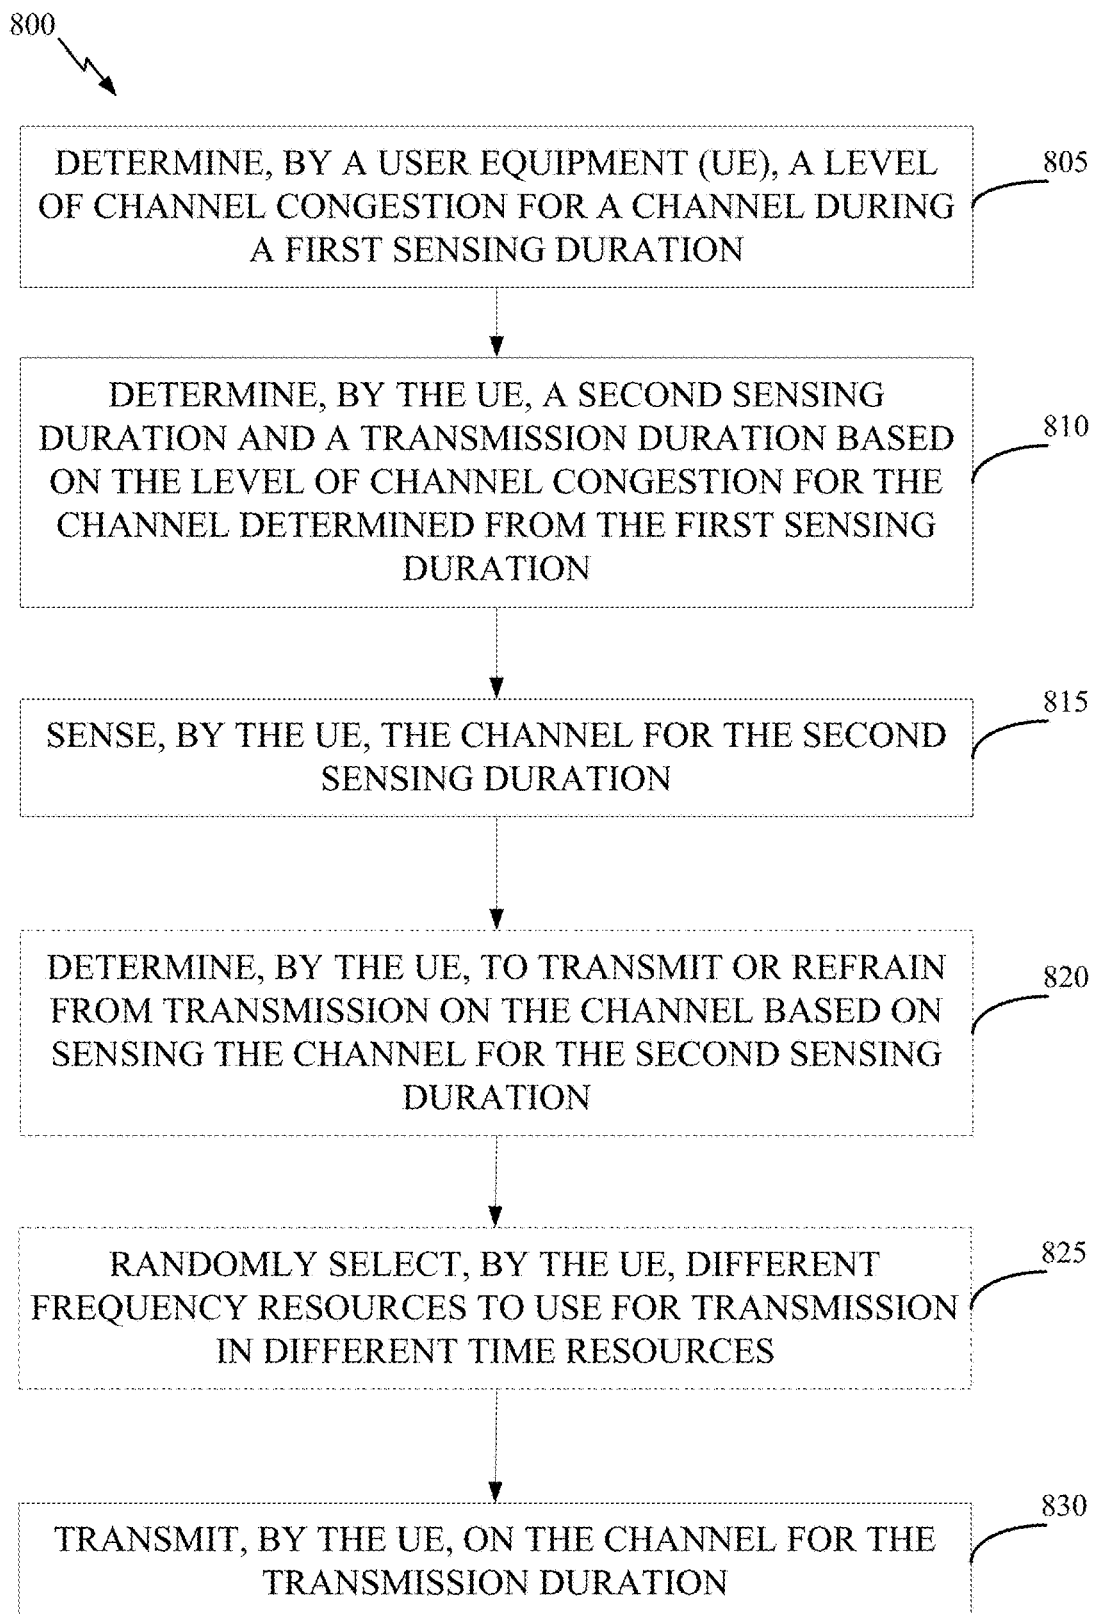 800
DETERMINE, BY A USER EQUIPMENT (UE), A LEVEL
OF CHANNEL CONGESTION FOR A CHANNEL DURING
A FIRST SENSING DURATION
805
DETERMINE, BY THE UE, A SECOND SENSING
DURATION AND A TRANSMISSION DURATION BASED
ON THE LEVEL OF CHANNEL CONGESTION FOR THE
CHANNEL DETERMINED FROM THE FIRST SENSING
DURATION
810
SENSE, BY THE UE, THE CHANNEL FOR THE SECOND
SENSING DURATION
815
DETERMINE, BY THE UE, TO TRANSMIT OR REFRAIN
FROM TRANSMISSION ON THE CHANNEL BASED ON
SENSING THE CHANNEL FOR THE SECOND SENSING
DURATION
820
RANDOMLY SELECT, BY THE UE, DIFFERENT
FREQUENCY RESOURCES TO USE FOR TRANSMISSION
IN DIFFERENT TIME RESOURCES
825
TRANSMIT, BY THE UE, ON THE CHANNEL FOR THE
TRANSMISSION DURATION
830